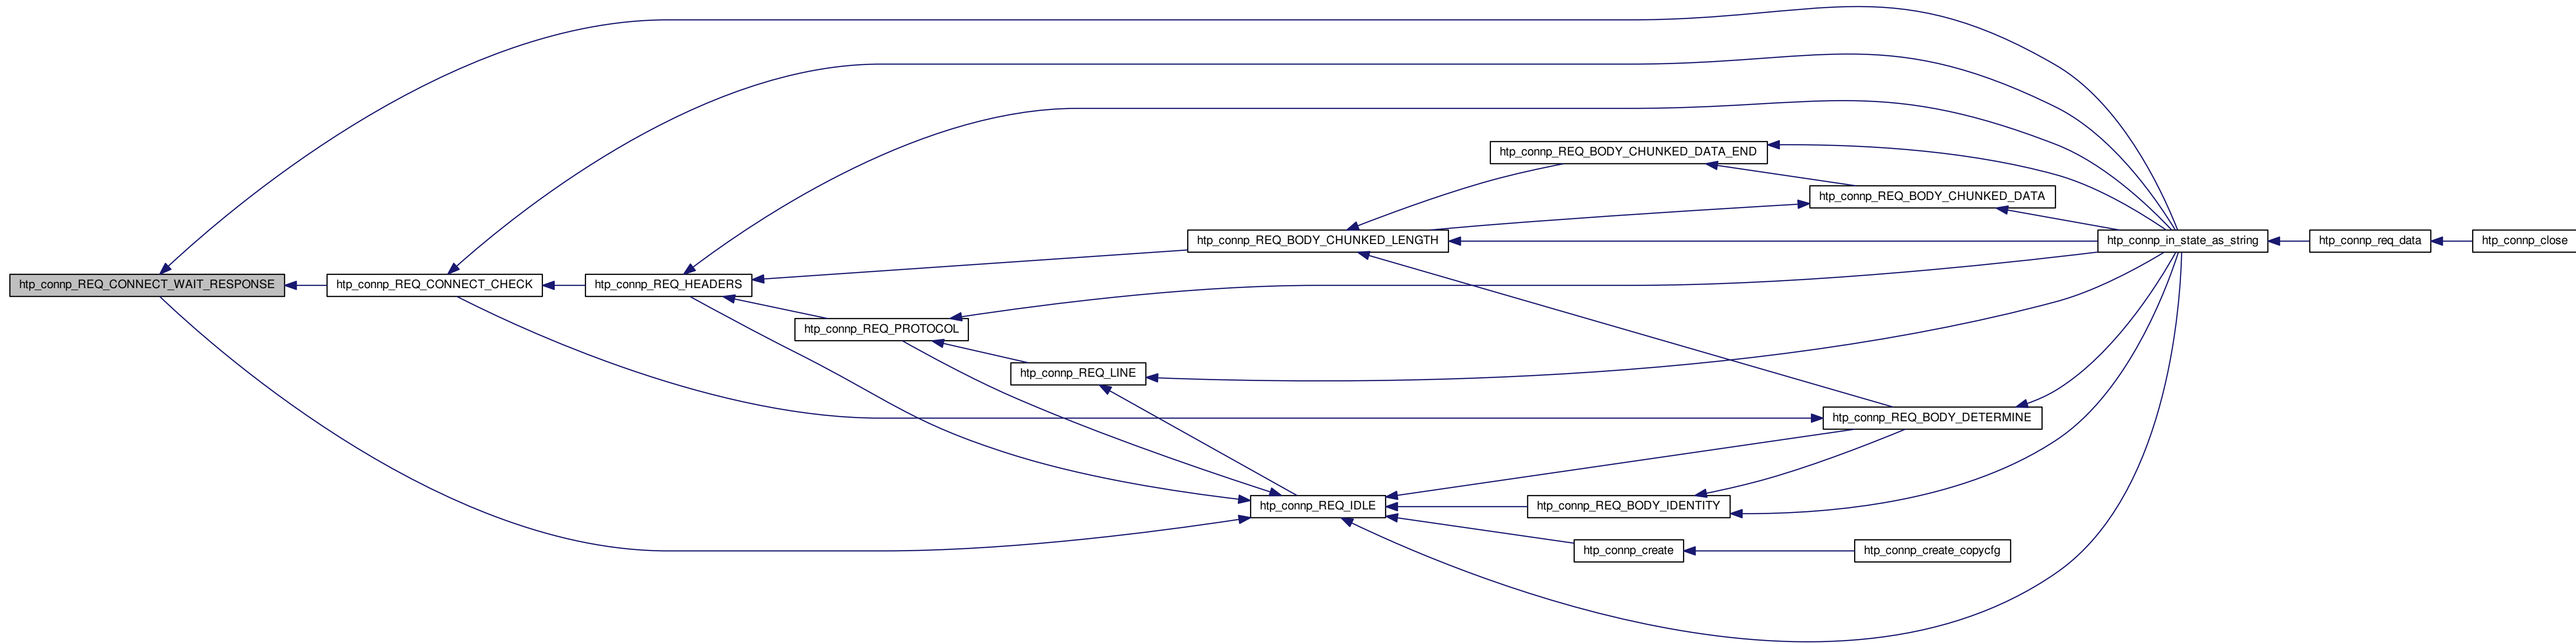 htp_connp_REQ_BODY_CHUNKED_DATA_END
htp_connp_REQ_BODY_CHUNKED_DATA
htp_connp_REQ_BODY_CHUNKED_LENGTH
htp_connp_in_state_as_string
htp_connp_req_data
htp_connp_close
htp_connp_REQ_CONNECT_WAIT_RESPONSE
htp_connp_REQ_CONNECT_CHECK
htp_connp_REQ_HEADERS
htp_connp_REQ_PROTOCOL
htp_connp_REQ_LINE
htp_connp_REQ_BODY_DETERMINE
htp_connp_REQ_IDLE
htp_connp_REQ_BODY_IDENTITY
htp_connp_create
htp_connp_create_copycfg